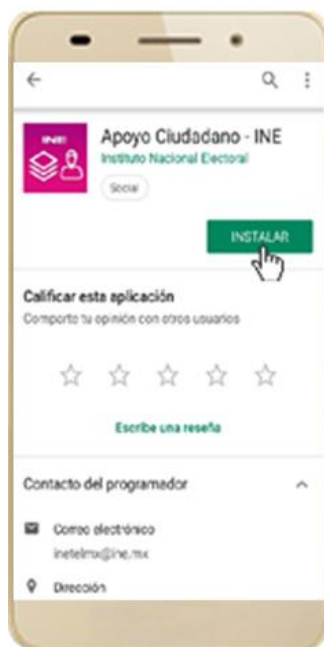 INE
Apoyo Ciudadano - INE
Instituto Nacional Electoral
Social
INSTALAR
Calificar esta aplicación
Comparte tu opinión con otros usuarios
Escribe una reseña
Contacto del programador
Correo electrónico
inetelmx@ine.mx
Dirección